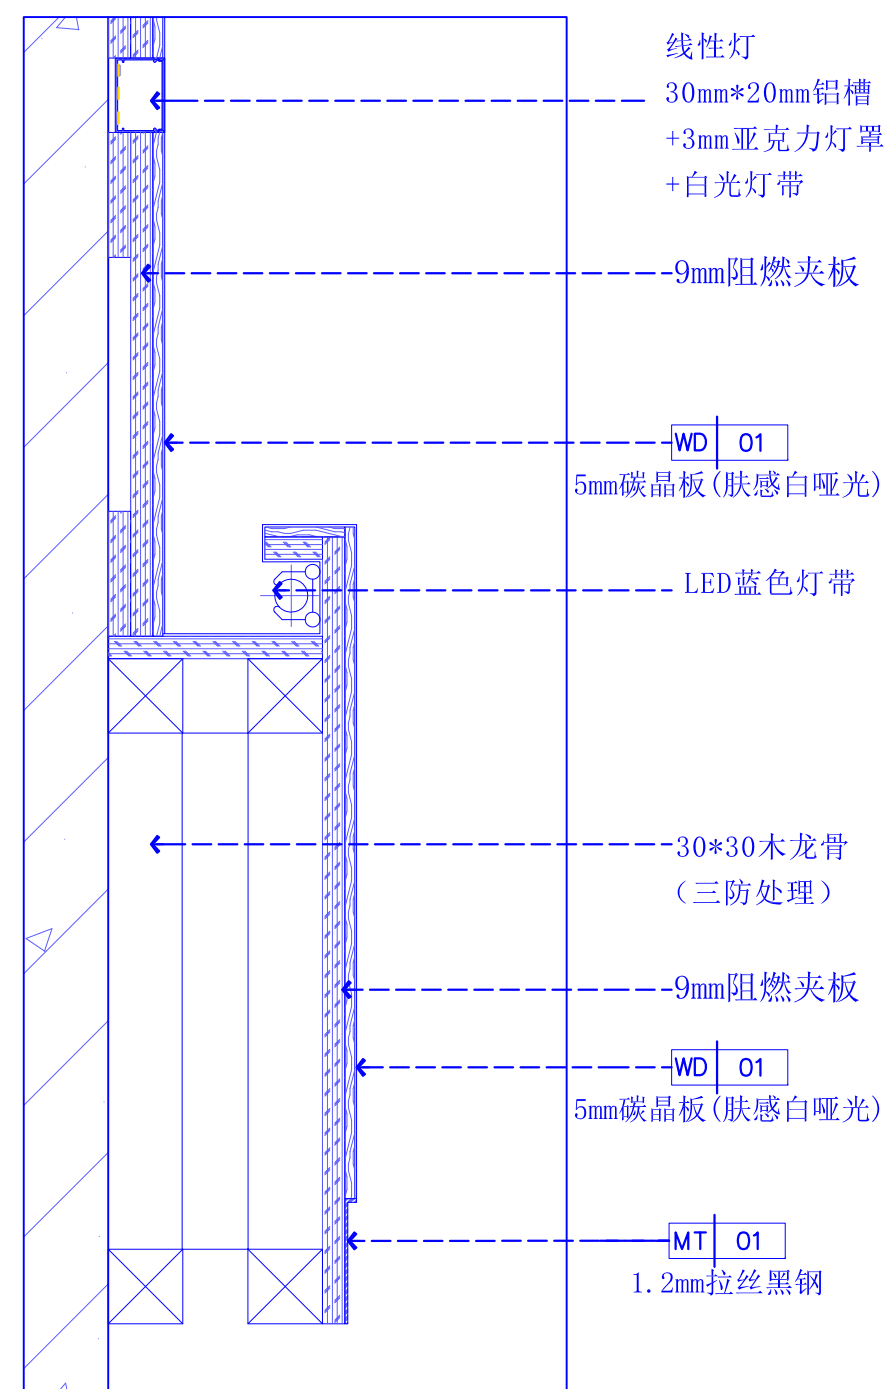 线性灯
30mm*20mm铝槽
+3mm亚克力灯罩
+白光灯带
9mm阻燃夹板
WD 01
5mm碳晶板(肤感白哑光)
LED蓝色灯带
30*30木龙骨
（三防处理）
9mm阻燃夹板
WD 01
5mm碳晶板(肤感白哑光)
MT 01
1.2mm拉丝黑钢